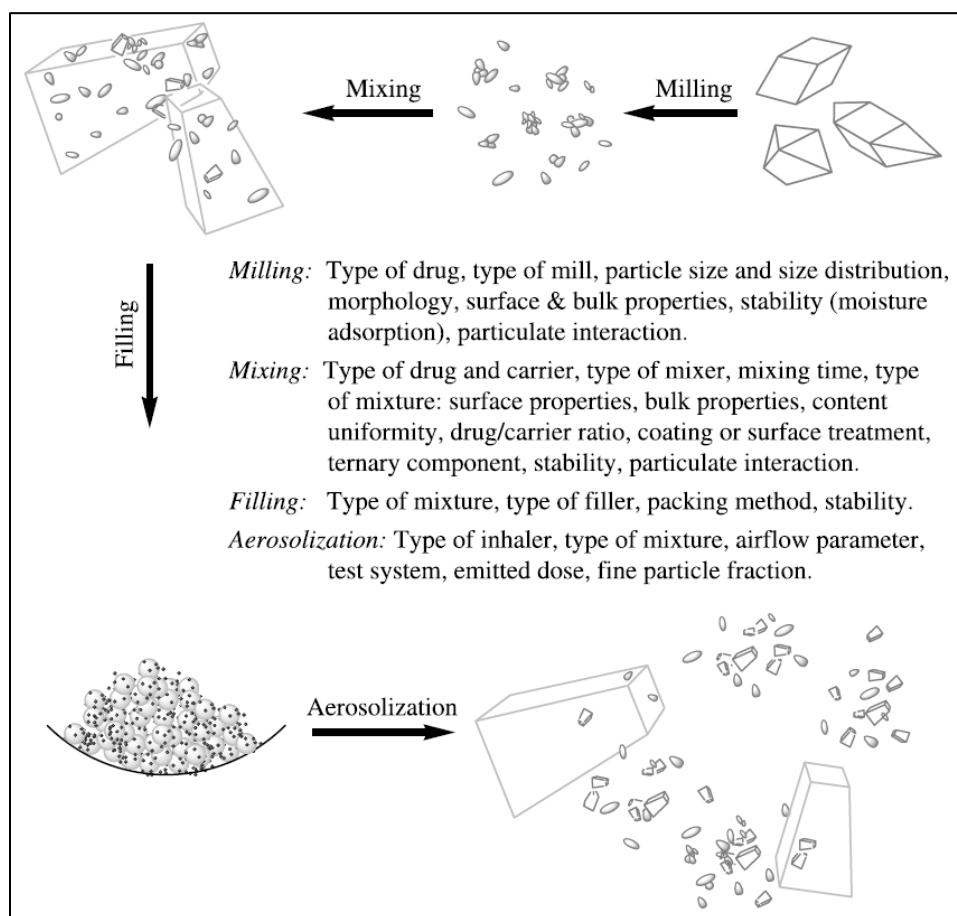 Mixing
Milling
Filling
Milling: Type of drug, type of mill, particle size and size distribution,
morphology, surface & bulk properties, stability (moisture
adsorption), particulate interaction.
Mixing: Type of drug and carrier, type of mixer, mixing time, type
of mixture: surface properties, bulk properties, content
uniformity, drug/carrier ratio, coating or surface treatment,
ternary component, stability, particulate interaction.
Filling: Type of mixture, type of filler, packing method, stability.
Aerosolization: Type of inhaler, type of mixture, airflow parameter,
test system, emitted dose, fine particle fraction.
Aerosolization